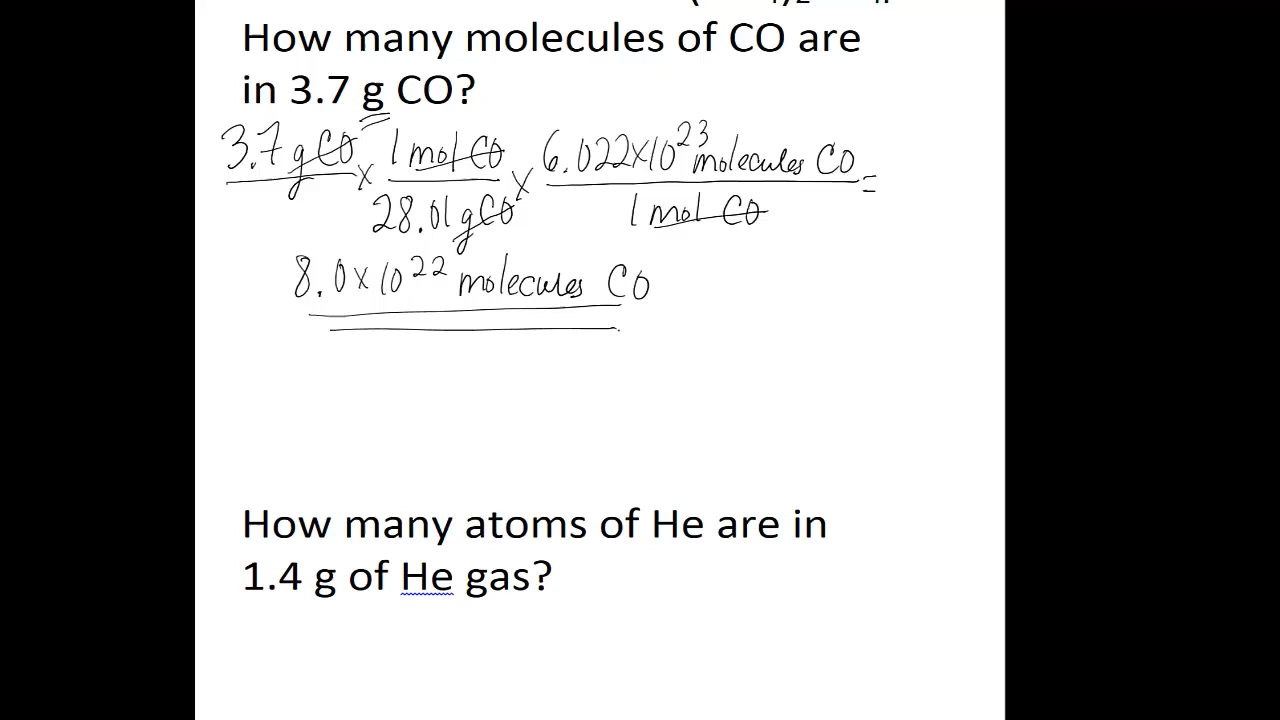 How many molecules of CO are
in 3.7 g CO?
3.7 g CO x 1 mol CO / 28.01 g CO x 6.022x10^23 molecules CO / 1 mol CO =
8.0 x 10^22 molecules CO
How many atoms of He are in
1.4 g of He gas?